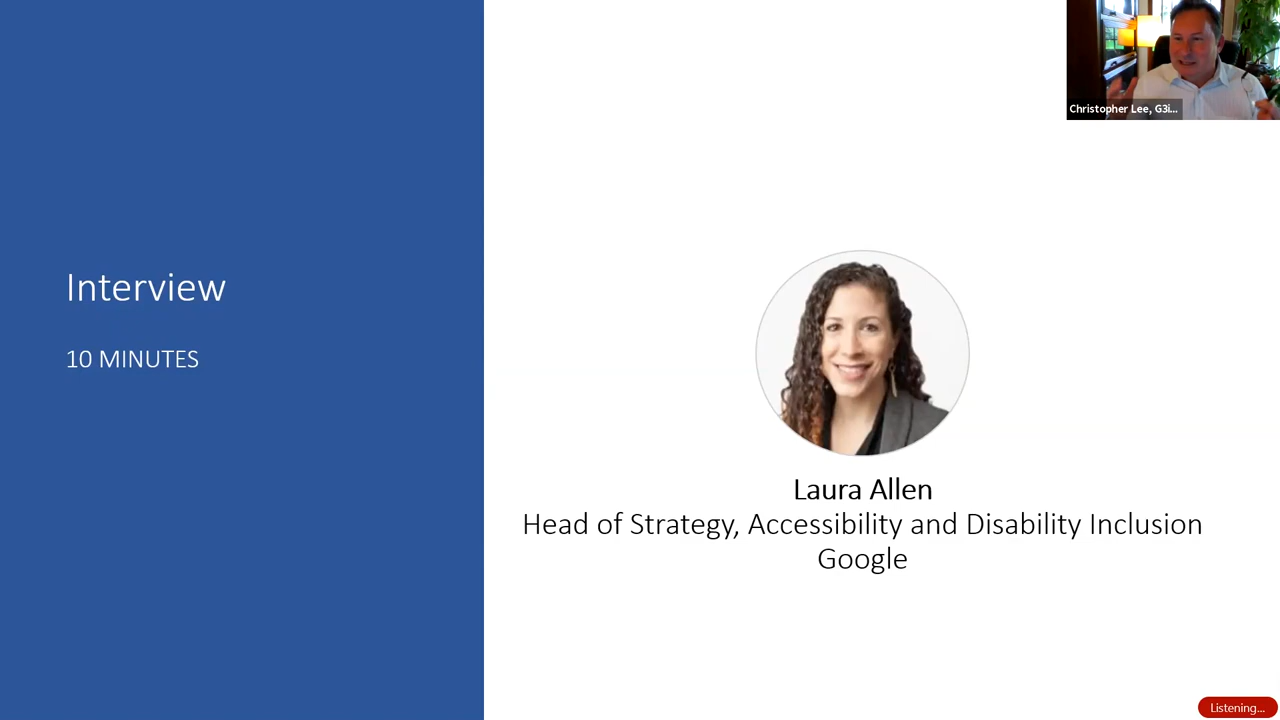 Christopher Lee, G3i...
Interview
10 MINUTES
Laura Allen
Head of Strategy, Accessibility and Disability Inclusion
Google
Listening...